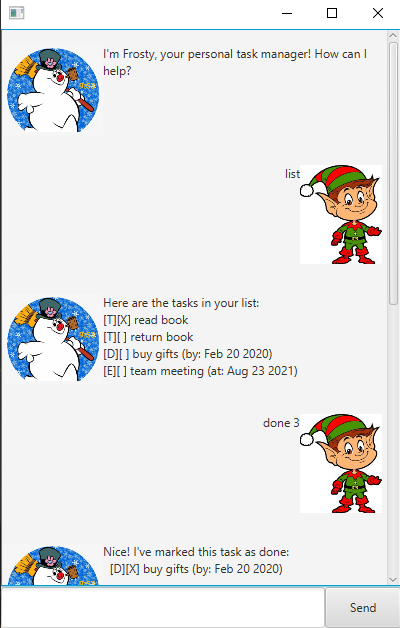 I'm Frosty, your personal task manager! How can I
help?
list
Here are the tasks in your list:
[T][X] read book
[T][ ] return book
[D][ ] buy gifts (by: Feb 20 2020)
[E][ ] team meeting (at: Aug 23 2021)
done 3
Nice! I've marked this task as done:
[D][X] buy gifts (by: Feb 20 2020)
Send